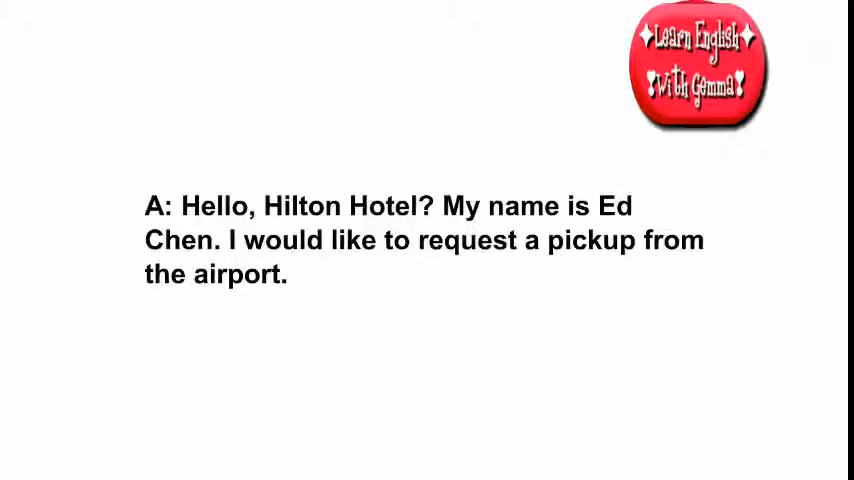 ✦Learn English✦
❣With Gemma❣
A: Hello, Hilton Hotel? My name is Ed
Chen. I would like to request a pickup from
the airport.